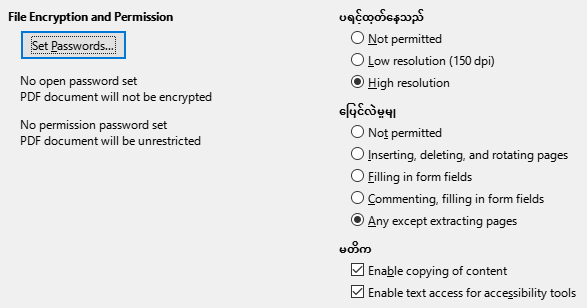 File Encryption and Permission
Set Passwords...
No open password set
PDF document will not be encrypted
No permission password set
PDF document will be unrestricted
ပရင့်ထုတ်နေသည်
Not permitted
Low resolution (150 dpi)
High resolution
ပြောင်းလဲမှုမျှ
Not permitted
Inserting, deleting, and rotating pages
Filling in form fields
Commenting, filling in form fields
Any except extracting pages
မတိက
Enable copying of content
Enable text access for accessibility tools